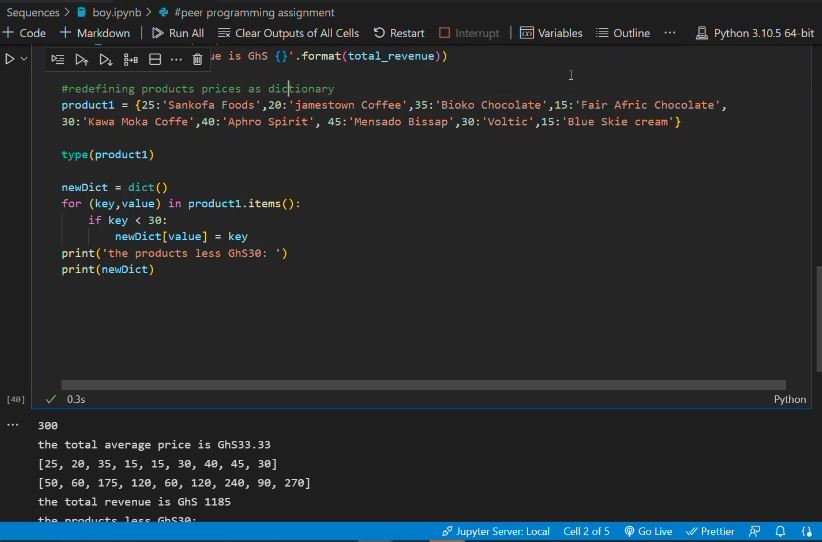 Sequences > boy.ipynb > #peer programming assignment
+ Code + Markdown Run All Clear Outputs of All Cells Restart Interrupt Variables Outline ... Python 3.10.5 64-bit
ue is GhS {}'.format(total_revenue))
#redefining products prices as dictionary
product1 = {25:'Sankofa Foods',20:'jamestown Coffee',35:'Bioko Chocolate',15:'Fair Afric Chocolate',
30:'Kawa Moka Coffe',40:'Aphro Spirit', 45:'Mensado Bissap',30:'Voltic',15:'Blue Skie cream'}
type(product1)
newDict = dict()
for (key,value) in product1.items():
if key < 30:
newDict[value] = key
print('the products less GhS30: ')
print(newDict)
[40] 0.3s Python
300
the total average price is GhS33.33
[25, 20, 35, 15, 15, 30, 40, 45, 30]
[50, 60, 175, 120, 60, 120, 240, 90, 270]
the total revenue is GhS 1185
the products less GhS30:
Jupyter Server: Local Cell 2 of 5 Go Live Prettier